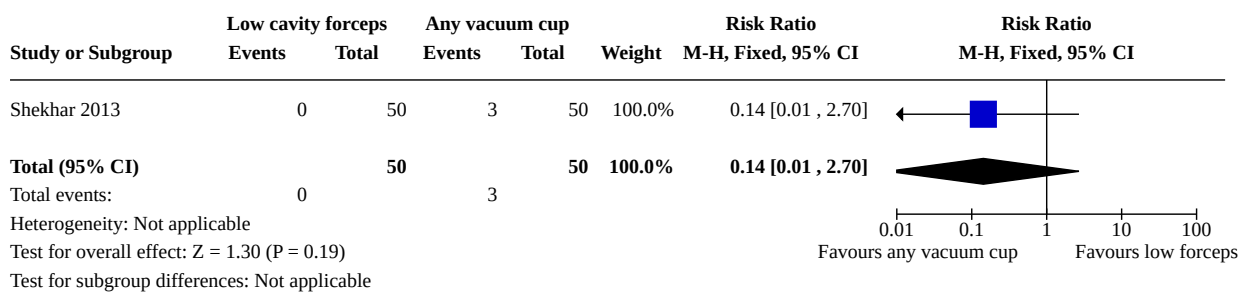 Low cavity forceps Any vacuum cup Risk Ratio Risk Ratio
Study or Subgroup Events Total Events Total Weight M-H, Fixed, 95% CI M-H, Fixed, 95% CI
Shekhar 2013 0 50 3 50 100.0% 0.14 [0.01 , 2.70]
Total (95% CI) 50 50 100.0% 0.14 [0.01 , 2.70]
Total events: 0 3
Heterogeneity: Not applicable
0.01 0.1 1 10 100
Test for overall effect: Z = 1.30 (P = 0.19) Favours any vacuum cup Favours low forceps
Test for subgroup differences: Not applicable